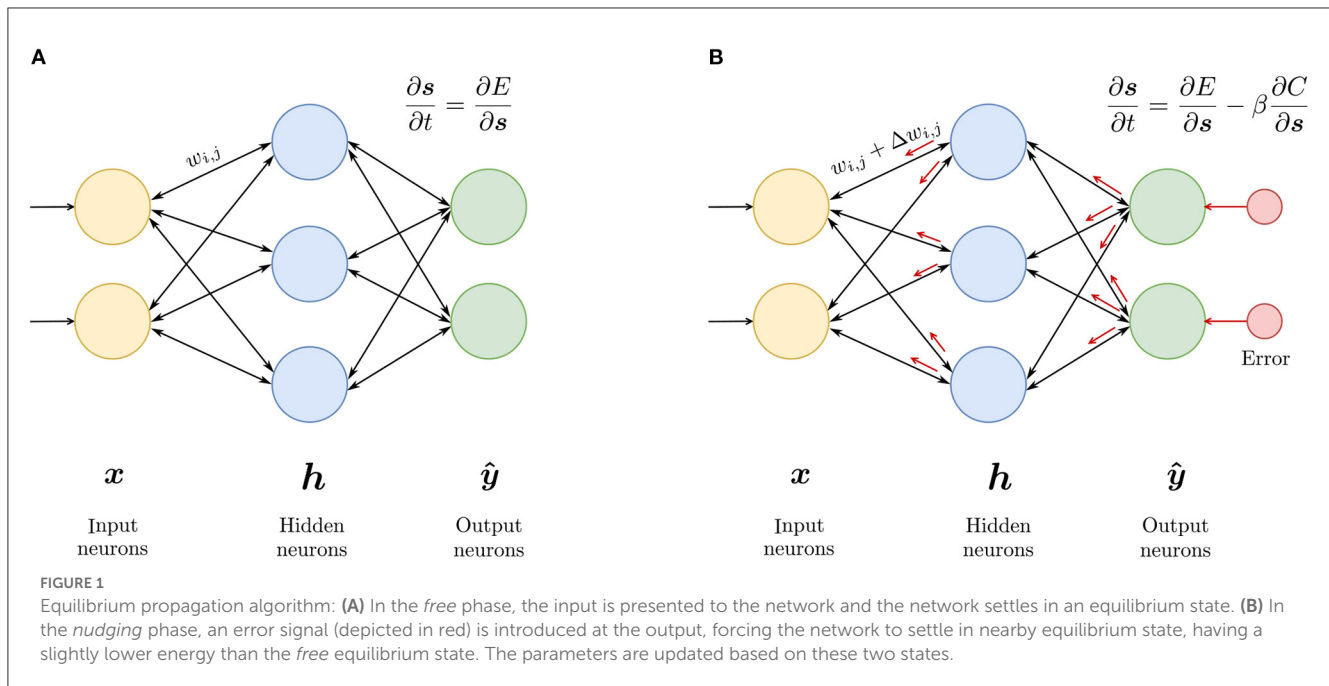 A
∂s/∂t = ∂E/∂s
w_{i,j}
x
h
ŷ
Input
neurons
Hidden
neurons
Output
neurons
B
∂s/∂t = ∂E/∂s − β ∂C/∂s
w_{i,j} + Δw_{i,j}
Error
x
h
ŷ
Input
neurons
Hidden
neurons
Output
neurons
FIGURE 1
Equilibrium propagation algorithm: (A) In the free phase, the input is presented to the network and the network settles in an equilibrium state. (B) In
the nudging phase, an error signal (depicted in red) is introduced at the output, forcing the network to settle in nearby equilibrium state, having a
slightly lower energy than the free equilibrium state. The parameters are updated based on these two states.